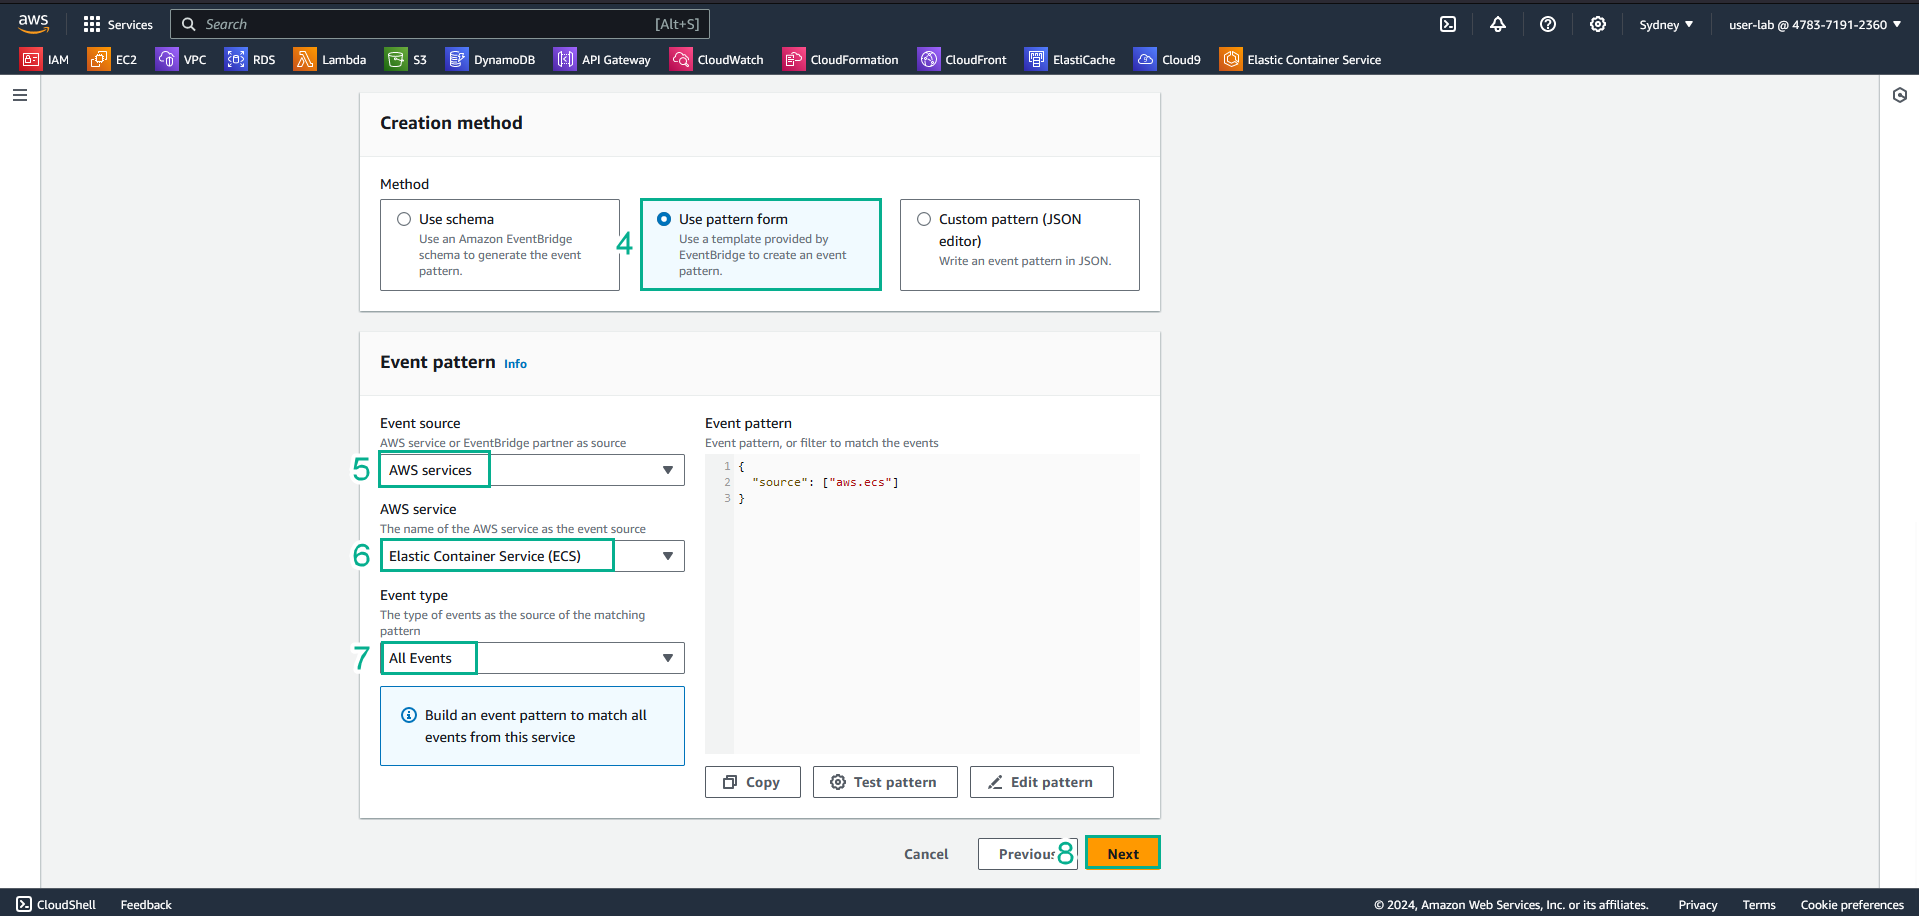 aws
Services
Search
[Alt+S]
Sydney
user-lab @ 4783-7191-2360
IAM
EC2
VPC
RDS
Lambda
S3
DynamoDB
API Gateway
CloudWatch
CloudFormation
CloudFront
ElastiCache
Cloud9
Elastic Container Service
Creation method
Method
Use schema
Use an Amazon EventBridge
schema to generate the event
pattern.
4
Use pattern form
Use a template provided by
EventBridge to create an event
pattern.
Custom pattern (JSON
editor)
Write an event pattern in JSON.
Event pattern Info
Event source
AWS service or EventBridge partner as source
5
AWS services
AWS service
The name of the AWS service as the event source
6
Elastic Container Service (ECS)
Event type
The type of events as the source of the matching
pattern
7
All Events
Build an event pattern to match all
events from this service
Event pattern
Event pattern, or filter to match the events
1 {
2 "source": ["aws.ecs"]
3 }
Copy
Test pattern
Edit pattern
Cancel
Previous
8
Next
CloudShell
Feedback
© 2024, Amazon Web Services, Inc. or its affiliates.
Privacy
Terms
Cookie preferences